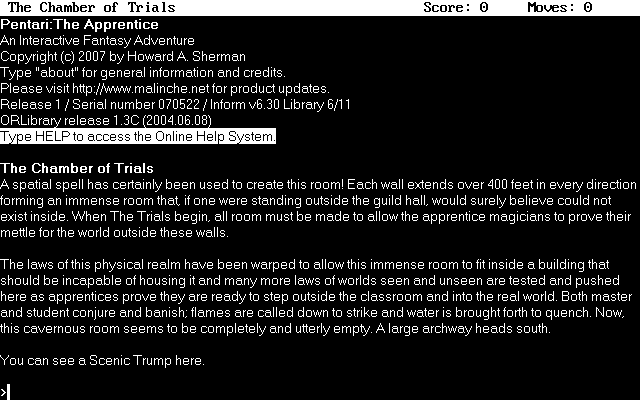 The Chamber of Trials Score: 0 Moves: 0
Pentari:The Apprentice
An Interactive Fantasy Adventure
Copyright (c) 2007 by Howard A. Sherman
Type "about" for general information and credits.
Please visit http://www.malinche.net for product updates.
Release 1 / Serial number 070522 / Inform v6.30 Library 6/11
ORLibrary release 1.3C (2004.06.08)
Type HELP to access the Online Help System.
The Chamber of Trials
A spatial spell has certainly been used to create this room! Each wall extends over 400 feet in every direction
forming an immense room that, if one were standing outside the guild hall, would surely believe could not
exist inside. When The Trials begin, all room must be made to allow the apprentice magicians to prove their
mettle for the world outside these walls.
The laws of this physical realm have been warped to allow this immense room to fit inside a building that
should be incapable of housing it and many more laws of worlds seen and unseen are tested and pushed
here as apprentices prove they are ready to step outside the classroom and into the real world. Both master
and student conjure and banish; flames are called down to strike and water is brought forth to quench. Now,
this cavernous room seems to be completely and utterly empty. A large archway heads south.
You can see a Scenic Trump here.
>